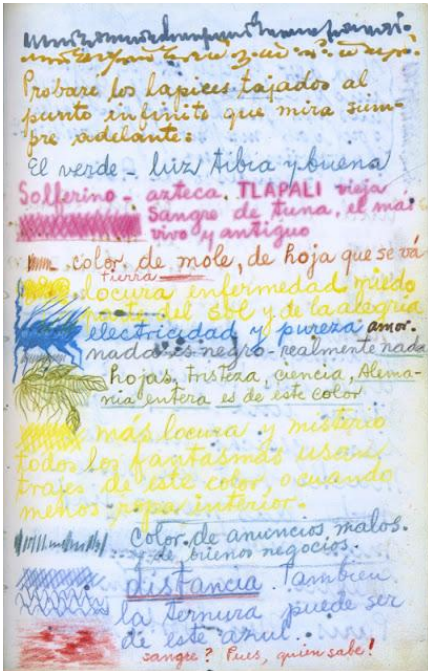 Probaré los lapices tajados al
punto infinito que mira siem-
pre adelante:
El verde - luz tibia y buena
Solferino - azteca. TLAPALI vieja
Sangre de tuna, el más
vivo y antiguo
color de mole, de hoja que se vá
tierra
locura enfermedad miedo
parte del sol y de la alegria
electricidad y pureza amor.
nada es negro - realmente nada
hojas, tristeza, ciencia, Alema-
nia entera es de este color
más locura y misterio
todos los fantasmas usan
trajes de este color, o cuando
menos ropa interior.
color de anuncios malos.
de buenos negocios.
distancia. Tambien
la ternura puede ser
de este azul.
sangre? Pues, quien sabe!